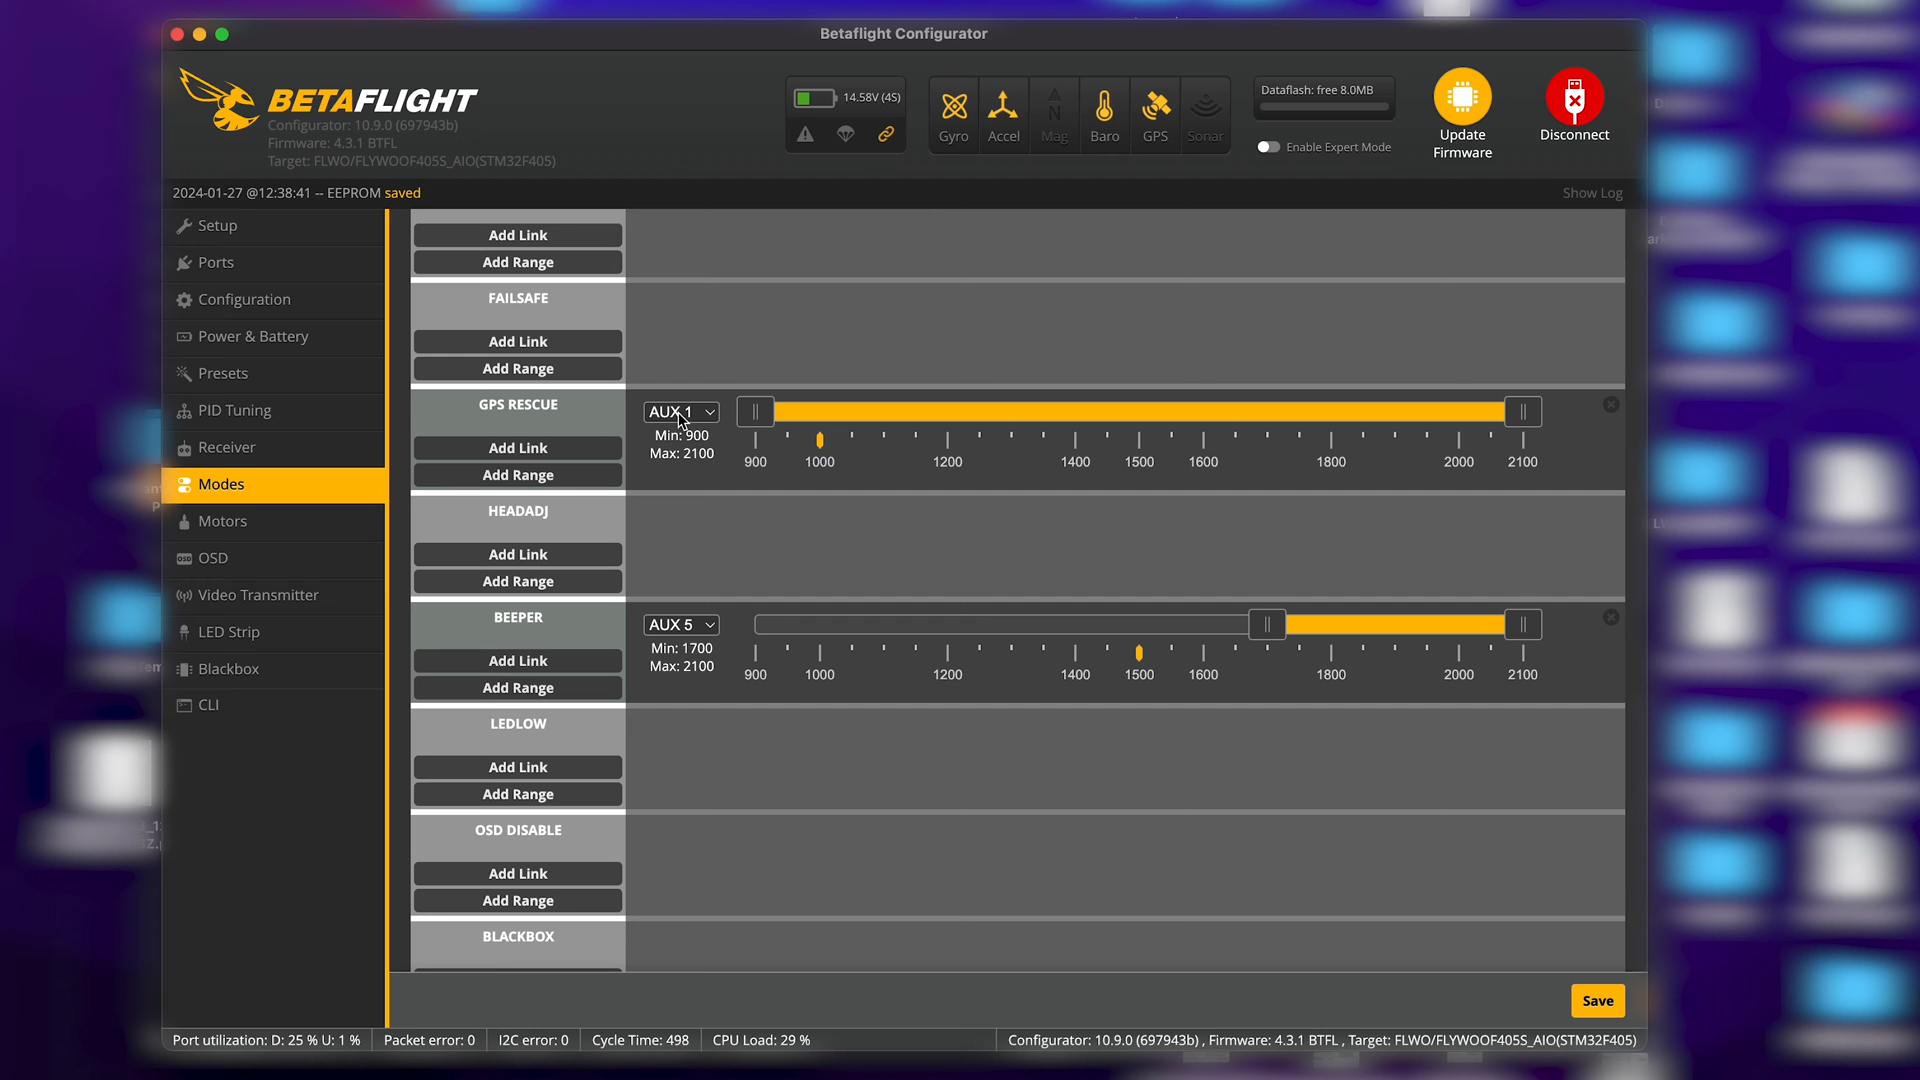 Betaflight Configurator
BETAFLIGHT
Configurator: 10.9.0 (697943b)
Firmware: 4.3.1 BTFL
Target: FLWO/FLYWOOF405S_AIO(STM32F405)
14.58V (4S)
Gyro
Accel
Mag
Baro
GPS
Sonar
Dataflash: free 8.0MB
Enable Expert Mode
Update
Firmware
Disconnect
2024-01-27 @12:38:41 -- EEPROM saved
Show Log
Setup
Ports
Configuration
Power & Battery
Presets
PID Tuning
Receiver
Modes
Motors
OSD
Video Transmitter
LED Strip
Blackbox
CLI
Add Link
Add Range
FAILSAFE
Add Link
Add Range
GPS RESCUE
Add Link
Add Range
AUX 1
Min: 900
Max: 2100
900 1000 1200 1400 1500 1600 1800 2000 2100
HEADADJ
Add Link
Add Range
BEEPER
Add Link
Add Range
AUX 5
Min: 1700
Max: 2100
900 1000 1200 1400 1500 1600 1800 2000 2100
LEDLOW
Add Link
Add Range
OSD DISABLE
Add Link
Add Range
BLACKBOX
Save
Port utilization: D: 25 % U: 1 %
Packet error: 0
I2C error: 0
Cycle Time: 498
CPU Load: 29 %
Configurator: 10.9.0 (697943b) , Firmware: 4.3.1 BTFL , Target: FLWO/FLYWOOF405S_AIO(STM32F405)